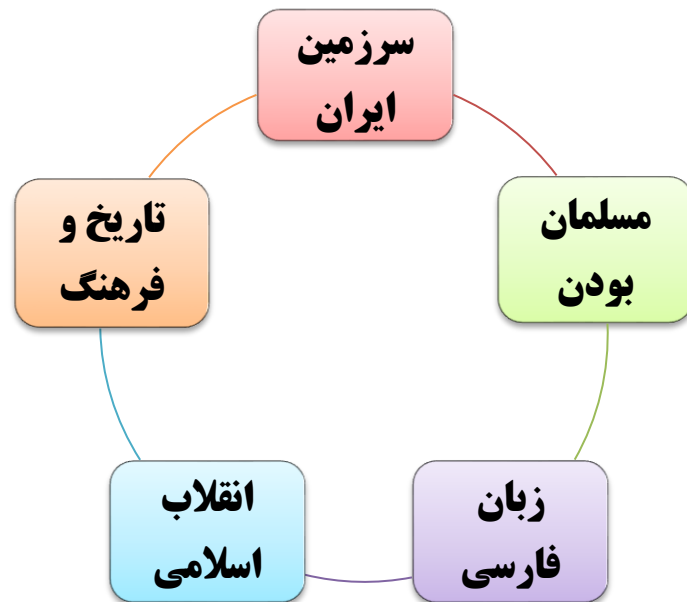 سرزمین
ایران
مسلمان
بودن
زبان
فارسی
انقلاب
اسلامی
تاریخ و
فرهنگ